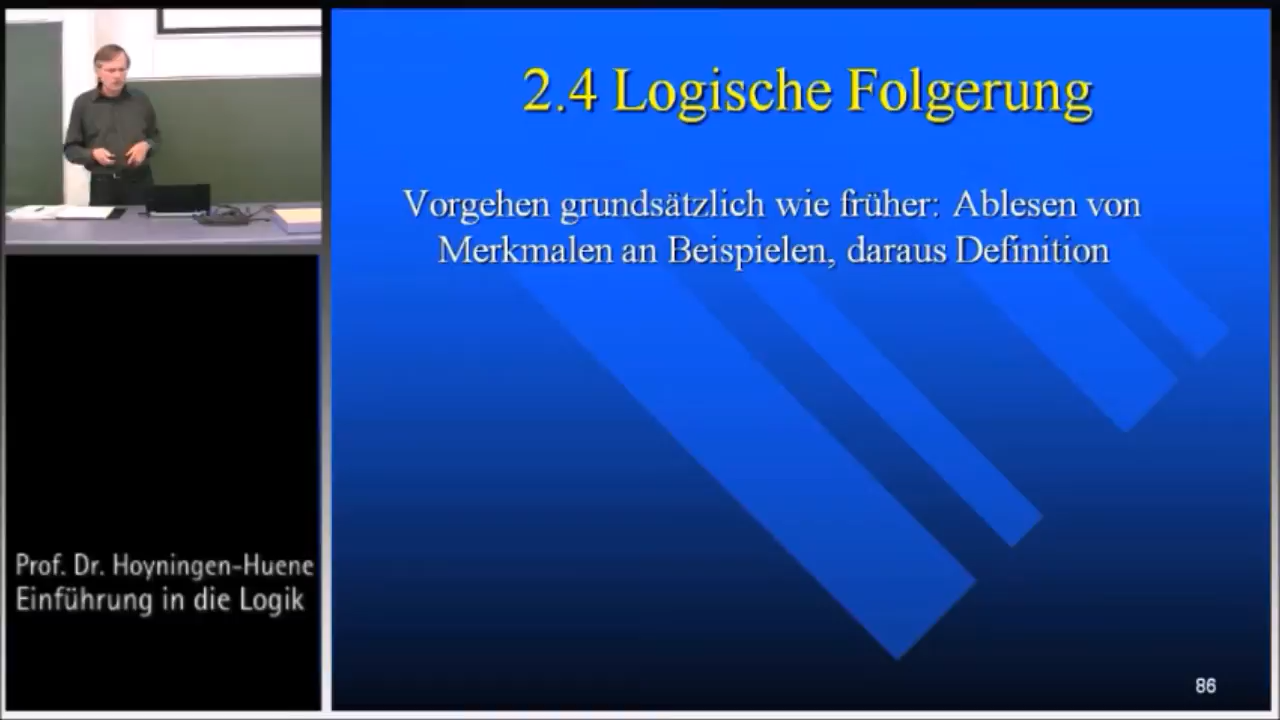 2.4 Logische Folgerung
Vorgehen grundsätzlich wie früher: Ablesen von
Merkmalen an Beispielen, daraus Definition
Prof. Dr. Hoyningen-Huene
Einführung in die Logik
86